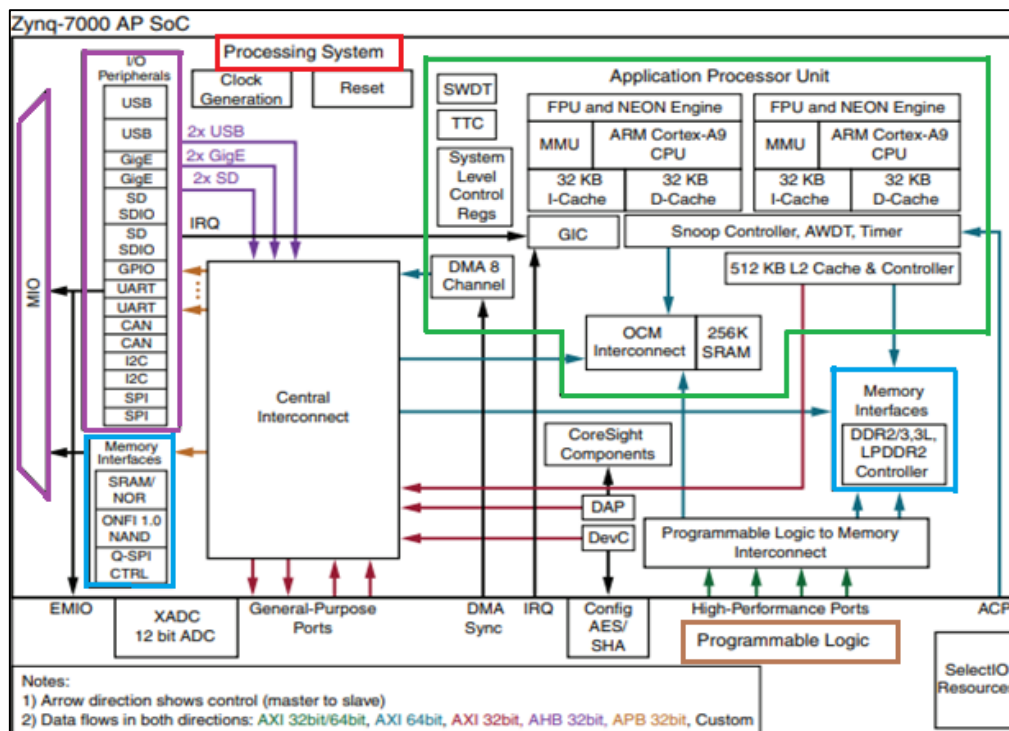 Zynq-7000 AP SoC
I/O
Peripherals
USB
USB
GigE
GigE
SD
SDIO
SD
SDIO
GPIO
UART
UART
CAN
CAN
I2C
I2C
SPI
SPI
MIO
Memory
Interfaces
SRAM/
NOR
ONFI 1.0
NAND
Q-SPI
CTRL
Processing System
Clock
Generation
Reset
2x USB
2x GigE
2x SD
IRQ
Central
Interconnect
SWDT
TTC
System
Level
Control
Regs
DMA 8
Channel
Application Processor Unit
FPU and NEON Engine
MMU
ARM Cortex-A9
CPU
32 KB
I-Cache
32 KB
D-Cache
FPU and NEON Engine
MMU
ARM Cortex-A9
CPU
32 KB
I-Cache
32 KB
D-Cache
GIC
Snoop Controller, AWDT, Timer
512 KB L2 Cache & Controller
OCM
Interconnect
256K
SRAM
Memory
Interfaces
DDR2/3,3L,
LPDDR2
Controller
CoreSight
Components
DAP
DevC
Programmable Logic to Memory
Interconnect
EMIO
XADC
12 bit ADC
General-Purpose
Ports
DMA
Sync
IRQ
Config
AES/
SHA
High-Performance Ports
ACP
Programmable Logic
SelectIO
Resources
Notes:
1) Arrow direction shows control (master to slave)
2) Data flows in both directions: AXI 32bit/64bit, AXI 64bit, AXI 32bit, AHB 32bit, APB 32bit, Custom